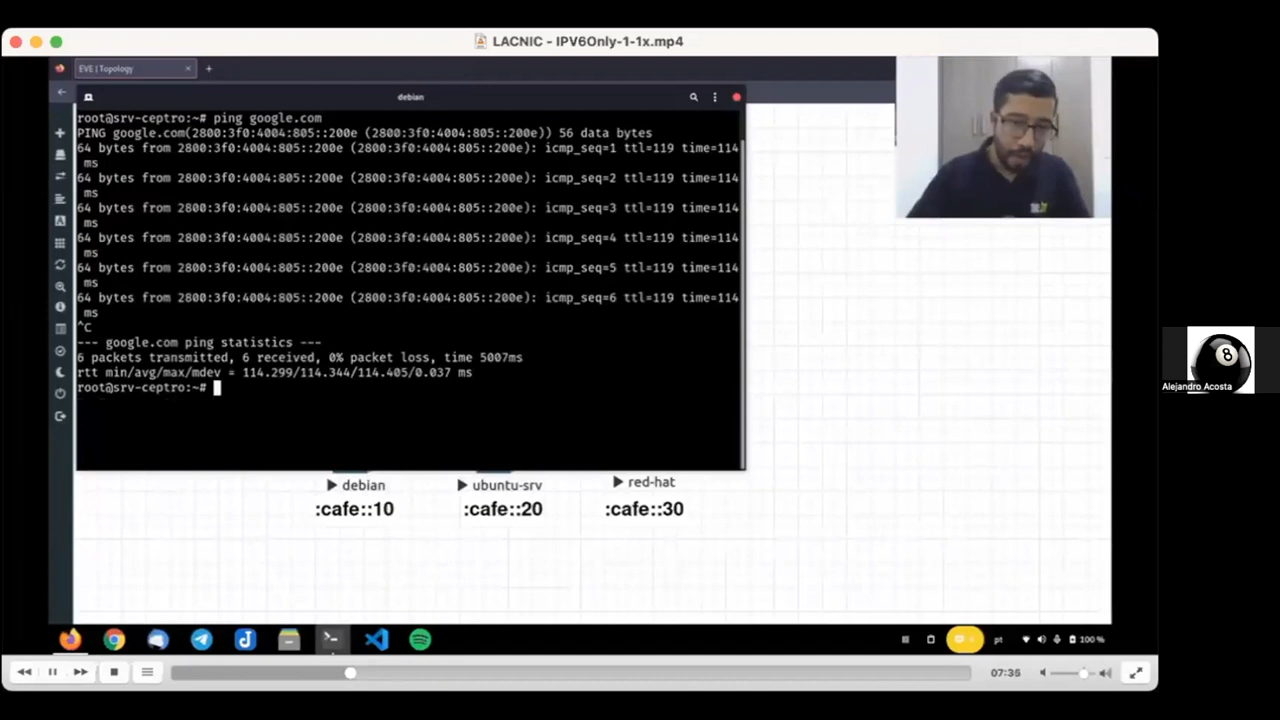 LACNIC - IPV6Only-1-1x.mp4
EVE | Topology
debian
root@srv-ceptro:~# ping google.com
PING google.com(2800:3f0:4004:805::200e (2800:3f0:4004:805::200e)) 56 data bytes
64 bytes from 2800:3f0:4004:805::200e (2800:3f0:4004:805::200e): icmp_seq=1 ttl=119 time=114
ms
64 bytes from 2800:3f0:4004:805::200e (2800:3f0:4004:805::200e): icmp_seq=2 ttl=119 time=114
ms
64 bytes from 2800:3f0:4004:805::200e (2800:3f0:4004:805::200e): icmp_seq=3 ttl=119 time=114
ms
64 bytes from 2800:3f0:4004:805::200e (2800:3f0:4004:805::200e): icmp_seq=4 ttl=119 time=114
ms
64 bytes from 2800:3f0:4004:805::200e (2800:3f0:4004:805::200e): icmp_seq=5 ttl=119 time=114
ms
64 bytes from 2800:3f0:4004:805::200e (2800:3f0:4004:805::200e): icmp_seq=6 ttl=119 time=114
ms
^C
--- google.com ping statistics ---
6 packets transmitted, 6 received, 0% packet loss, time 5007ms
rtt min/avg/max/mdev = 114.299/114.344/114.405/0.037 ms
root@srv-ceptro:~#
debian ubuntu-srv red-hat
:cafe::10 :cafe::20 :cafe::30
8
Alejandro Acosta
pt 100 %
07:35